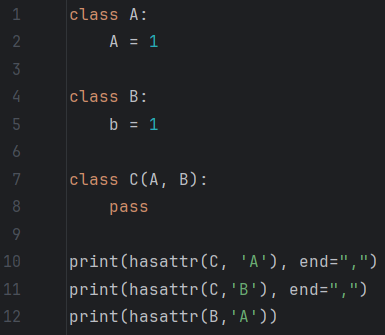 1 class A:
2     A = 1
3
4 class B:
5     b = 1
6
7 class C(A, B):
8     pass
9
10 print(hasattr(C, 'A'), end=",")
11 print(hasattr(C,'B'), end=",")
12 print(hasattr(B,'A'))